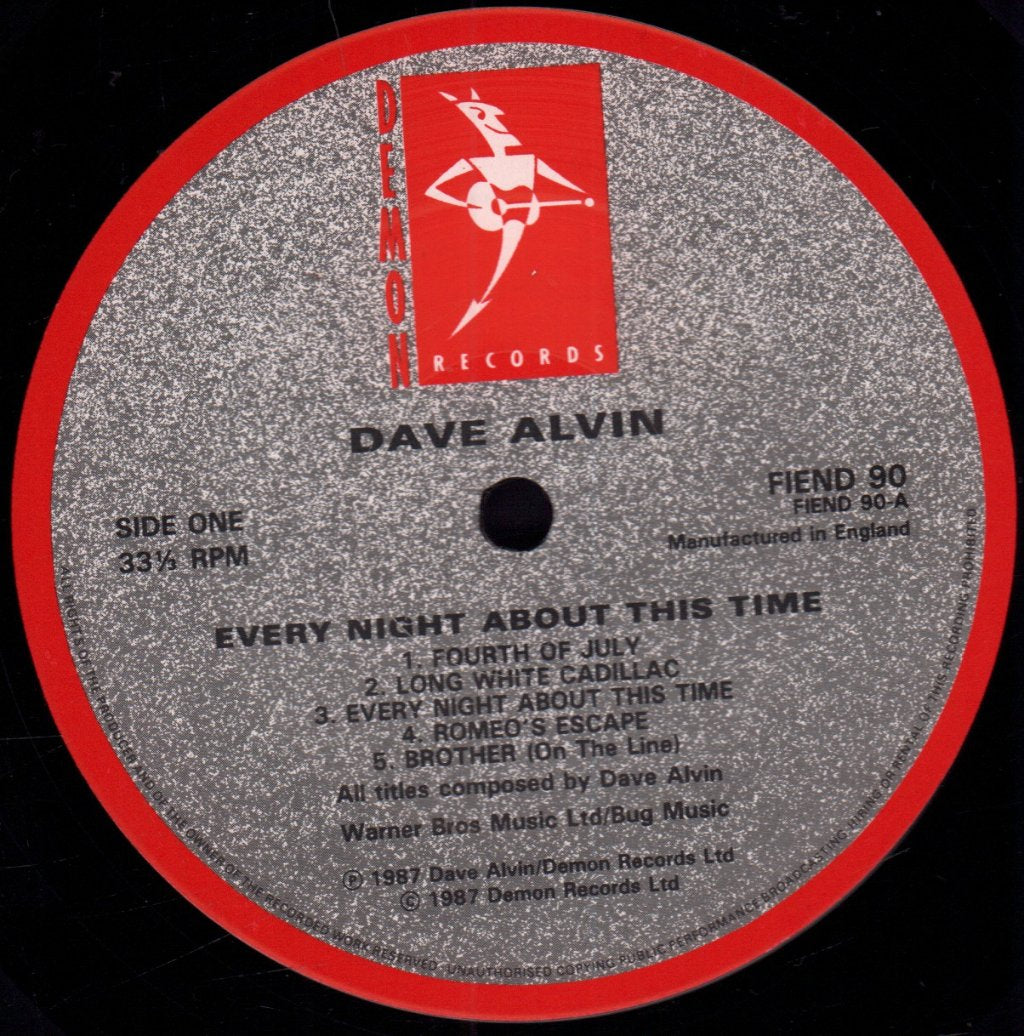 DEMON
RECORDS
DAVE ALVIN
SIDE ONE
33⅓ RPM
FIEND 90
FIEND 90-A
Manufactured in England
EVERY NIGHT ABOUT THIS TIME
1. FOURTH OF JULY
2. LONG WHITE CADILLAC
3. EVERY NIGHT ABOUT THIS TIME
4. ROMEO'S ESCAPE
5. BROTHER (On The Line)
All titles composed by Dave Alvin
Warner Bros Music Ltd/Bug Music
℗ 1987 Dave Alvin/Demon Records Ltd
© 1987 Demon Records Ltd
ALL RIGHTS OF THE PRODUCER AND OF THE OWNER OF THE RECORDED WORK RESERVED. UNAUTHORISED COPYING PUBLIC PERFORMANCE BROADCASTING HIRING OR RENTAL OF THIS RECORDING PROHIBITED